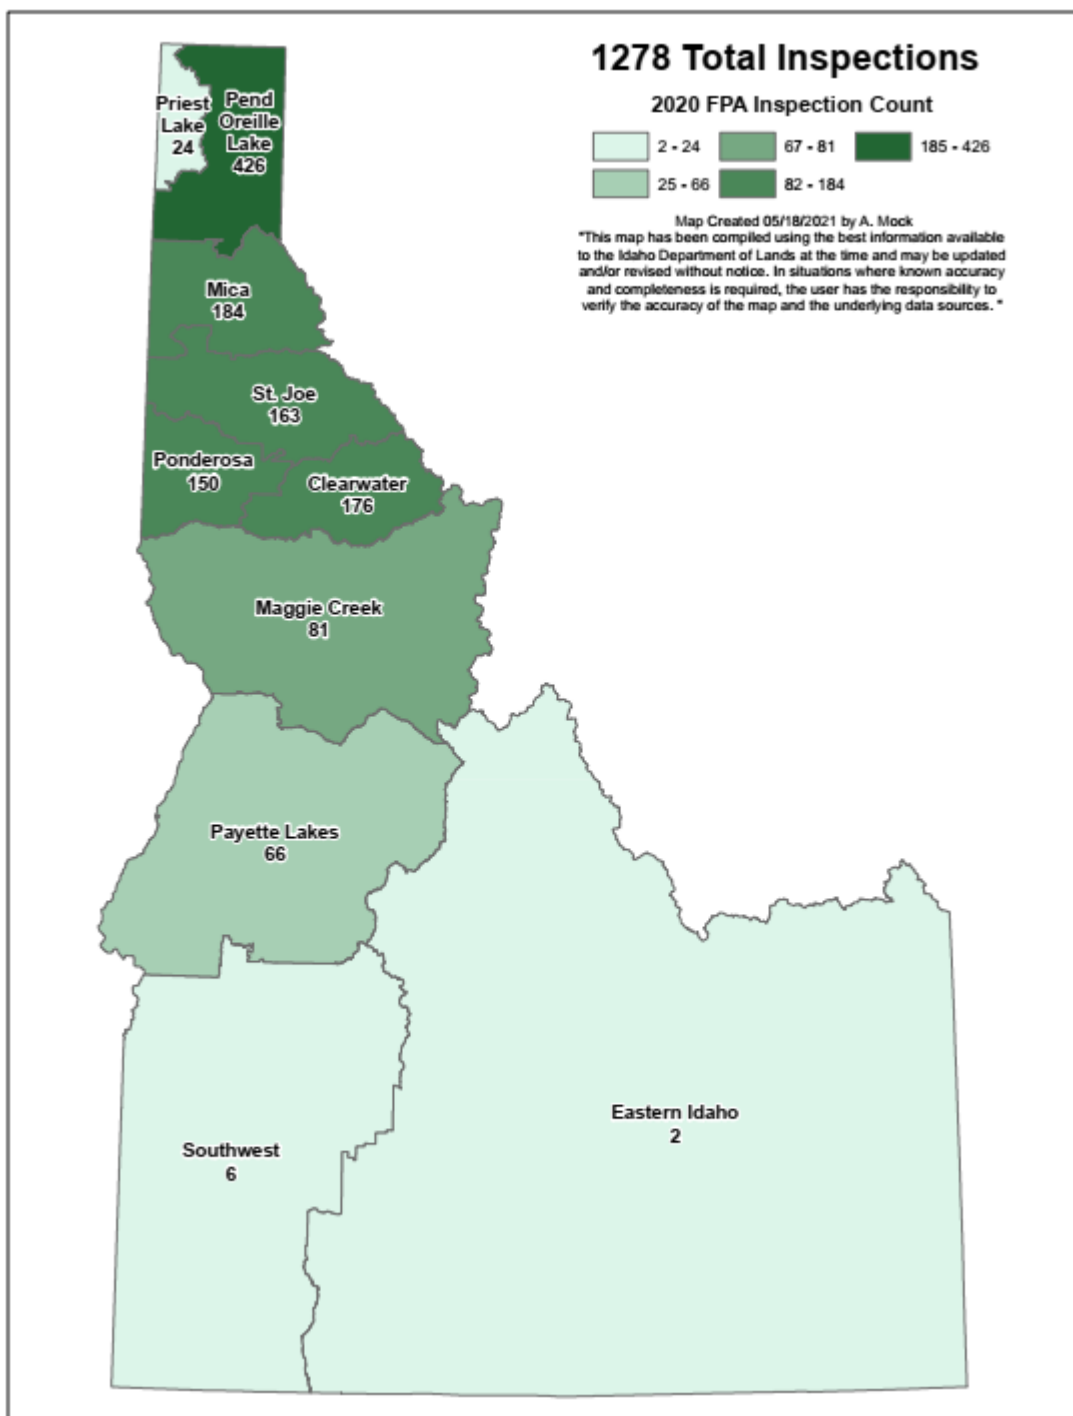 1278 Total Inspections
2020 FPA Inspection Count
2 - 24
67 - 81
185 - 426
25 - 66
82 - 184
Map Created 05/18/2021 by A. Mock
"This map has been compiled using the best information available
to the Idaho Department of Lands at the time and may be updated
and/or revised without notice. In situations where known accuracy
and completeness is required, the user has the responsibility to
verify the accuracy of the map and the underlying data sources. "
Priest
Lake
24
Pend
Oreille
Lake
426
Mica
184
St. Joe
163
Ponderosa
150
Clearwater
176
Maggie Creek
81
Payette Lakes
66
Eastern Idaho
2
Southwest
6